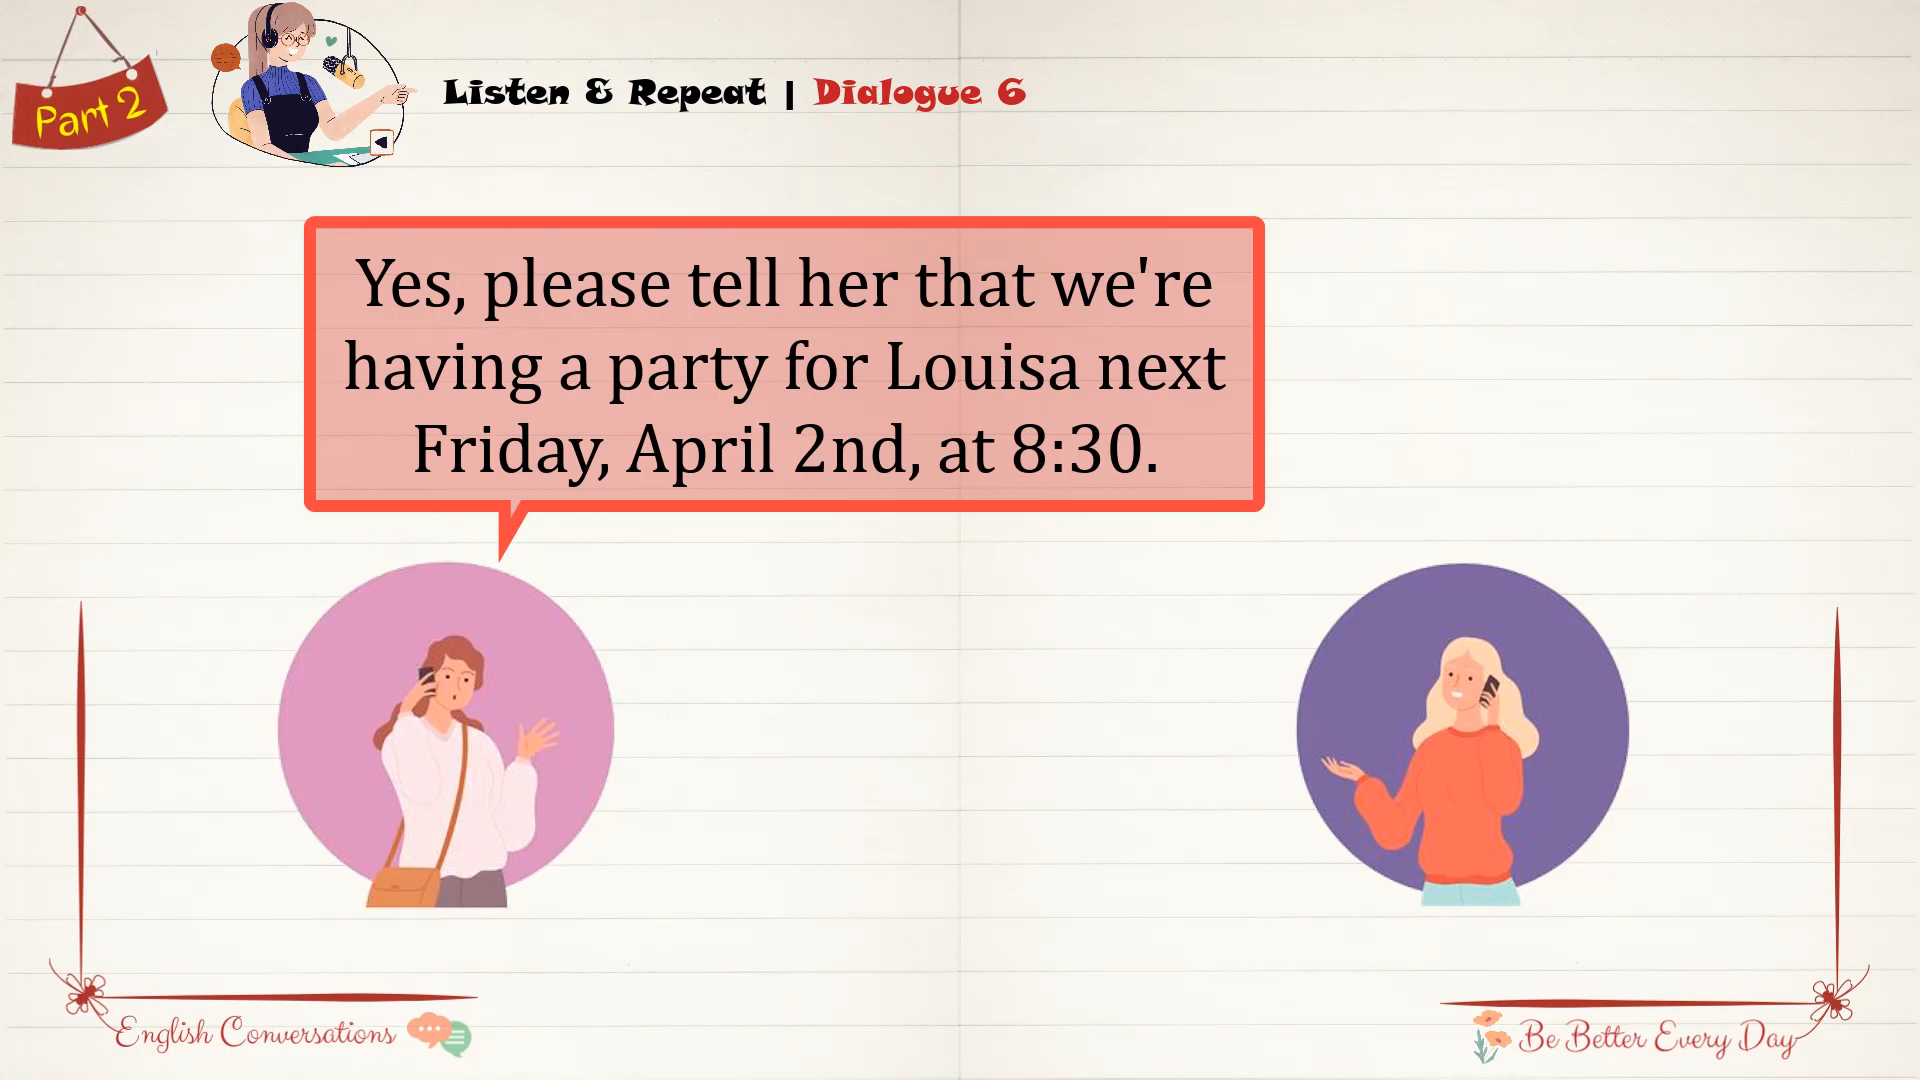 Part 2
Listen & Repeat | Dialogue 6
Yes, please tell her that we're
having a party for Louisa next
Friday, April 2nd, at 8:30.
English Conversations
Be Better Every Day